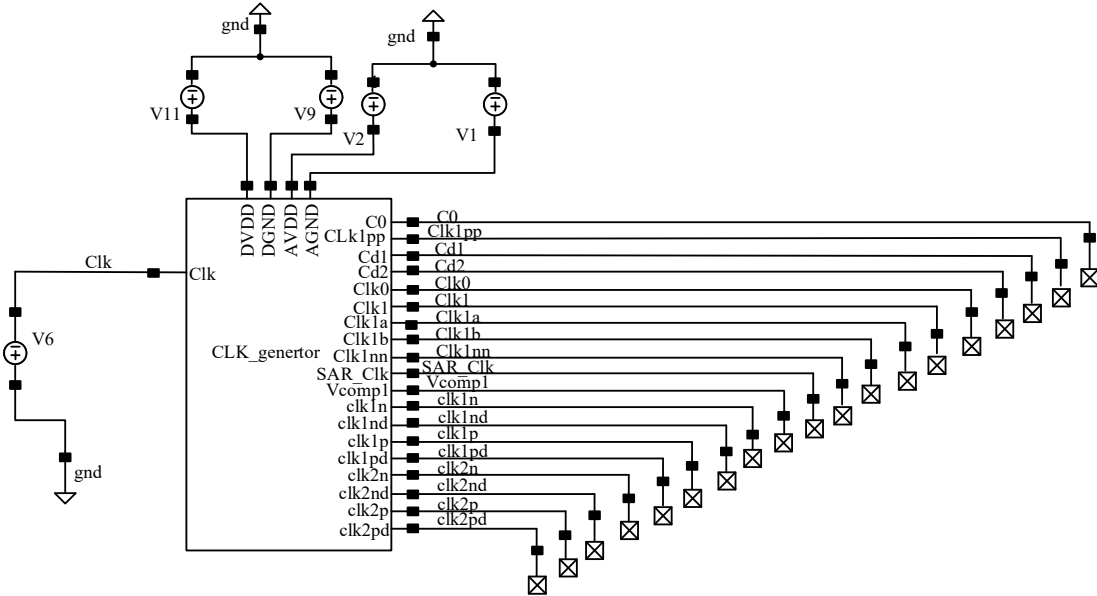 gnd
gnd
V11
V9
V2
V1
DVDD
DGND
AVDD
AGND
C0
C0
CLk1pp
Clk1pp
Cd1
Cd1
Cd2
Cd2
Clk
Clk
Clk0
Clk0
Clk1
Clk1
Clk1a
Clk1a
Clk1b
Clk1b
V6
CLK_genertor
Clk1nn
Clk1nn
SAR_Clk
SAR_Clk
Vcomp1
Vcomp1
clk1n
clk1n
clk1nd
clk1nd
clk1p
clk1p
clk1pd
clk1pd
clk2n
clk2n
gnd
clk2nd
clk2nd
clk2p
clk2p
clk2pd
clk2pd